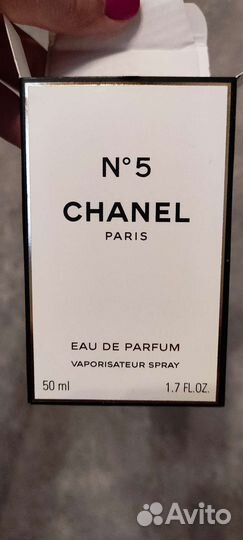 N°5
CHANEL
PARIS
EAU DE PARFUM
VAPORISATEUR SPRAY
50 ml 1.7 FL.OZ.
Avito